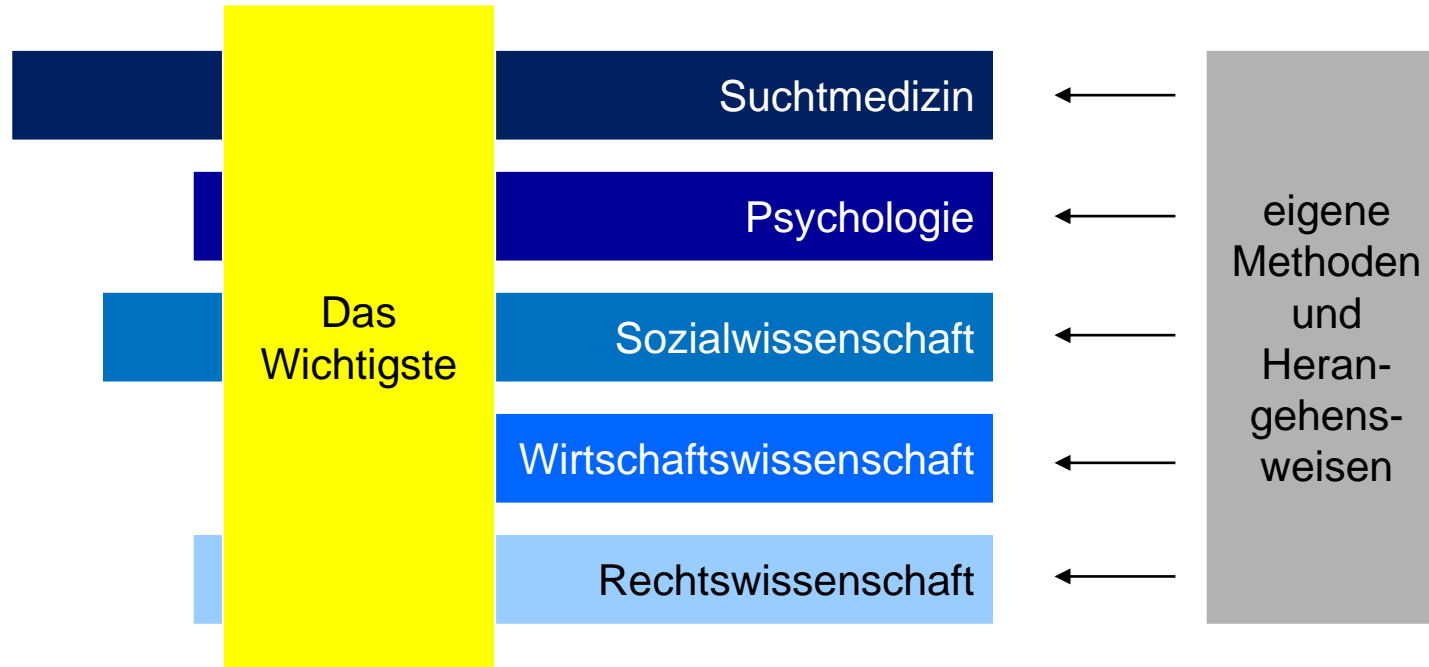 Suchtmedizin
Psychologie
Das
Wichtigste
Sozialwissenschaft
Wirtschaftswissenschaft
Rechtswissenschaft
eigene
Methoden
und
Heran-
gehens-
weisen